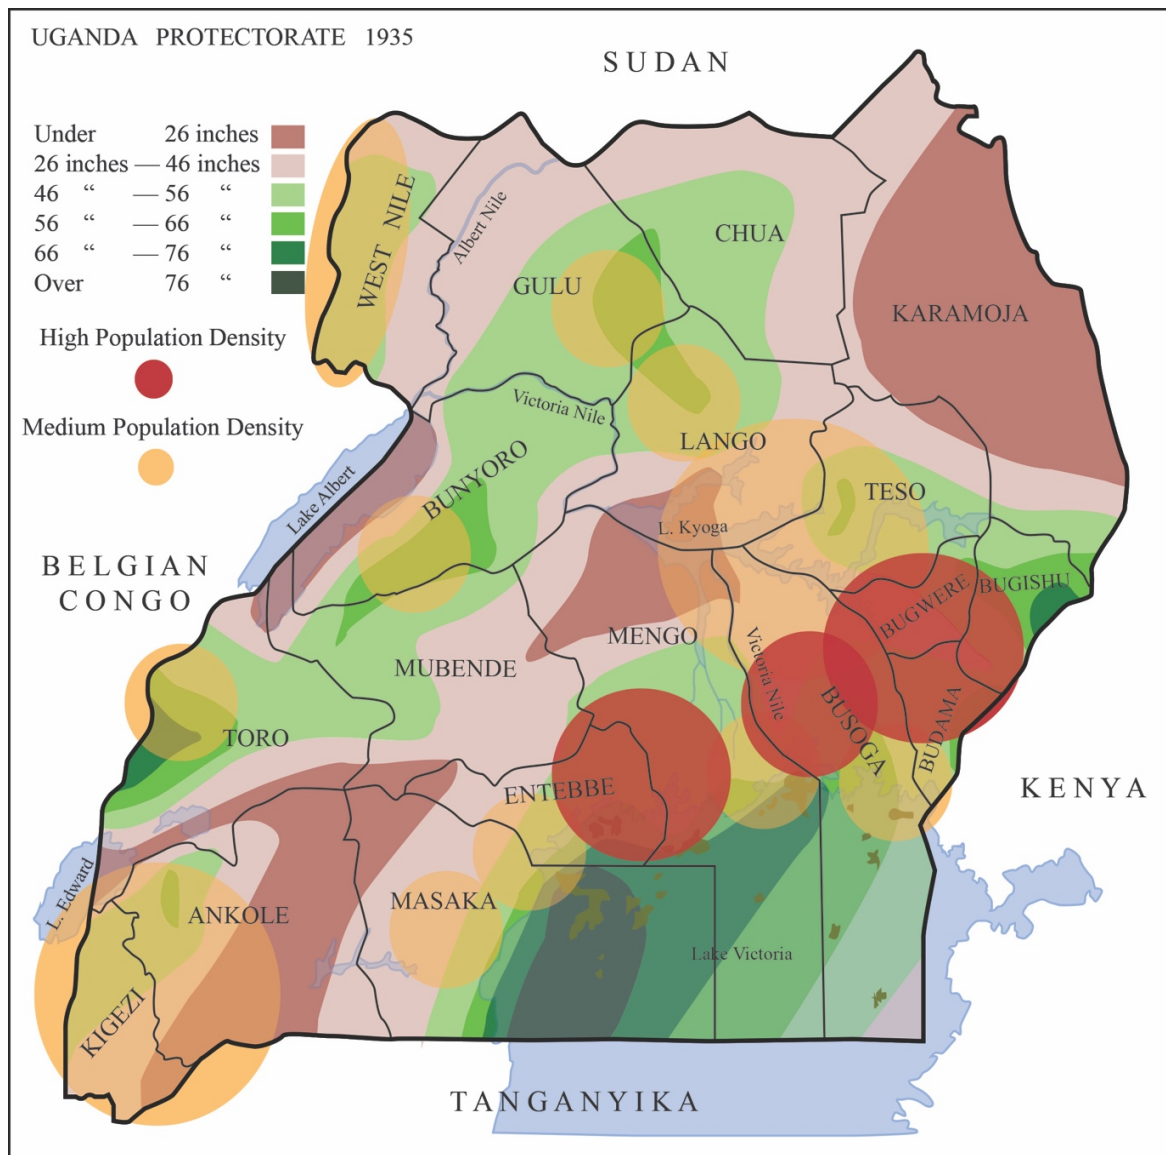 UGANDA PROTECTORATE 1935
SUDAN
Under 26 inches
26 inches — 46 inches
46 “ — 56 “
56 “ — 66 “
66 “ — 76 “
Over 76 “
High Population Density
Medium Population Density
WEST NILE
Albert Nile
GULU
CHUA
KARAMOJA
Victoria Nile
LANGO
BUNYORO
Lake Albert
TESO
L. Kyoga
BELGIAN
CONGO
BUGWERE
BUGISHU
MENGO
MUBENDE
Victoria Nile
BUSOGA
BUDAMA
TORO
ENTEBBE
KENYA
L. Edward
ANKOLE
MASAKA
Lake Victoria
KIGEZI
TANGANYIKA